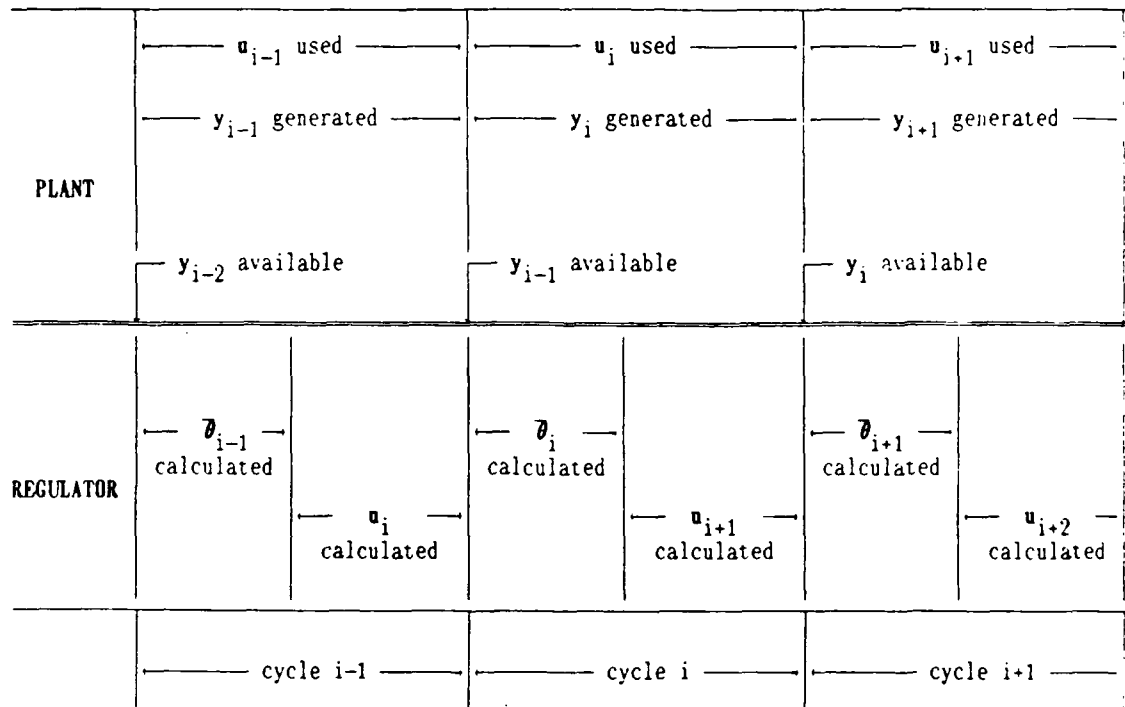 u_{i-1} used u_i used u_{i+1} used
y_{i-1} generated y_i generated y_{i+1} generated
PLANT
y_{i-2} available y_{i-1} available y_i available
θ̄_{i-1} θ̄_i θ̄_{i+1}
calculated calculated calculated
REGULATOR
u_i u_{i+1} u_{i+2}
calculated calculated calculated
cycle i-1 cycle i cycle i+1